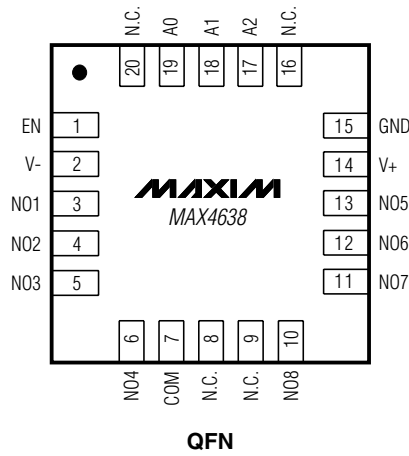 N.C. A0 A1 A2 N.C.
20 19 18 17 16
EN 1 15 GND
V- 2 14 V+
NO1 3 13 NO5
NO2 4 12 NO6
NO3 5 11 NO7
MAXIM
MAX4638
6 7 8 9 10
NO4 COM N.C. N.C. NO8
QFN